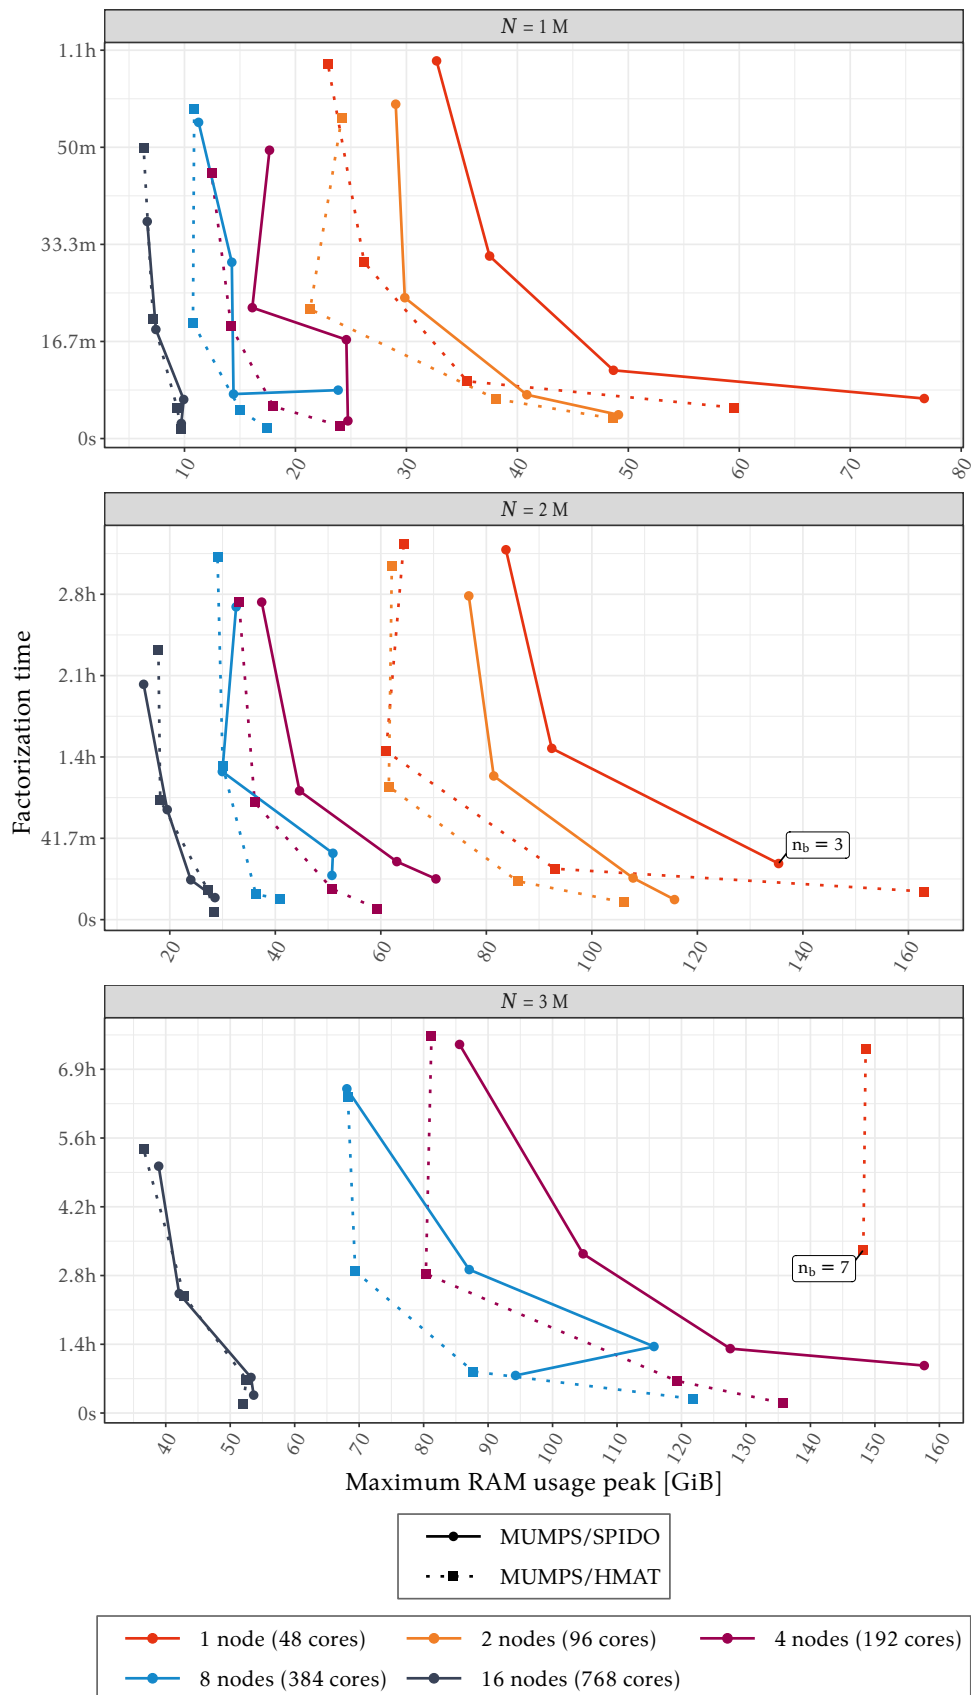 N = 1 M
1.1h
50m
33.3m
16.7m
0s
10 20 30 40 50 60 70 80
N = 2 M
2.8h
2.1h
1.4h
41.7m
0s
n_b = 3
20 40 60 80 100 120 140 160
Factorization time
N = 3 M
6.9h
5.6h
4.2h
2.8h
1.4h
0s
n_b = 7
40 50 60 70 80 90 100 110 120 130 140 150 160
Maximum RAM usage peak [GiB]
MUMPS/SPIDO
MUMPS/HMAT
1 node (48 cores) 2 nodes (96 cores) 4 nodes (192 cores)
8 nodes (384 cores) 16 nodes (768 cores)